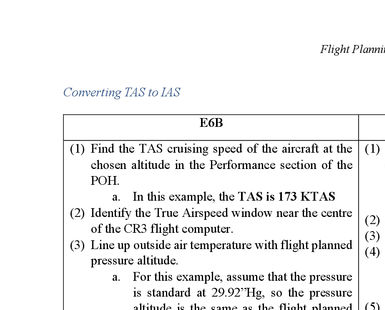 Flight Planni
Converting TAS to IAS
E6B
(1) Find the TAS cruising speed of the aircraft at the
chosen altitude in the Performance section of the
POH.
a. In this example, the TAS is 173 KTAS
(2) Identify the True Airspeed window near the centre
of the CR3 flight computer.
(3) Line up outside air temperature with flight planned
pressure altitude.
a. For this example, assume that the pressure
is standard at 29.92"Hg, so the pressure
altitude is the same as the flight planned
(1)
(2)
(3)
(4)
(5)